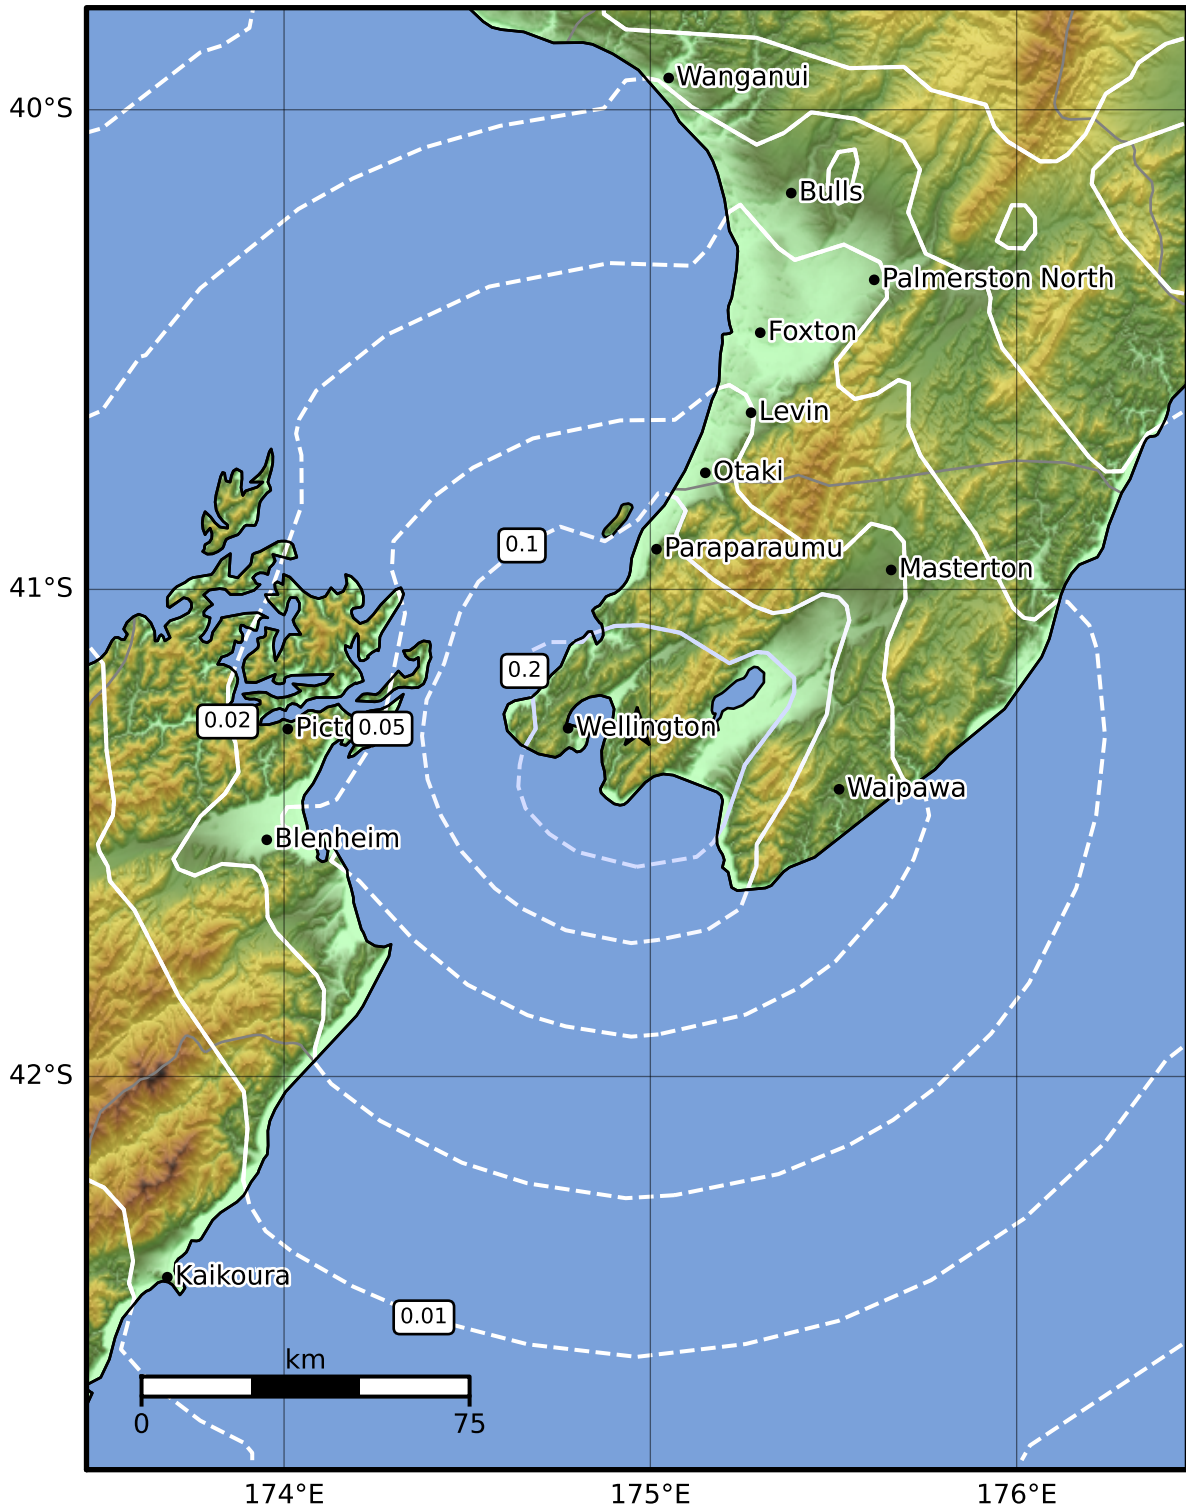 Wanganui
40°S
Bulls
Palmerston North
Foxton
Levin
Otaki
0.1
Paraparaumu
Masterton
41°S
0.2
0.02
Picto
0.05
Wellington
Waipawa
Blenheim
42°S
Kaikoura
0.01
km
0
75
174°E
175°E
176°E